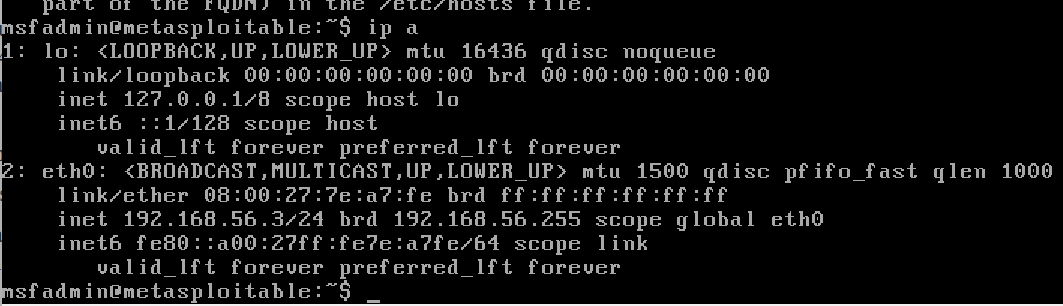 part of the FQDN) in the /etc/hosts file.
msfadmin@metasploitable:~$ ip a
1: lo: <LOOPBACK,UP,LOWER_UP> mtu 16436 qdisc noqueue
link/loopback 00:00:00:00:00:00 brd 00:00:00:00:00:00
inet 127.0.0.1/8 scope host lo
inet6 ::1/128 scope host
valid_lft forever preferred_lft forever
2: eth0: <BROADCAST,MULTICAST,UP,LOWER_UP> mtu 1500 qdisc pfifo_fast qlen 1000
link/ether 08:00:27:7e:a7:fe brd ff:ff:ff:ff:ff:ff
inet 192.168.56.3/24 brd 192.168.56.255 scope global eth0
inet6 fe80::a00:27ff:fe7e:a7fe/64 scope link
valid_lft forever preferred_lft forever
msfadmin@metasploitable:~$ _